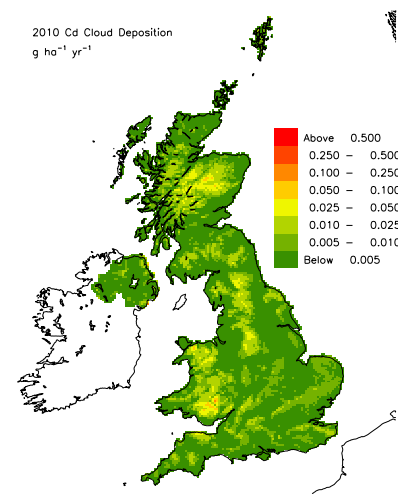 2010 Cd Cloud Deposition
g ha⁻¹ yr⁻¹
Above 0.500
0.250 – 0.500
0.100 – 0.250
0.050 – 0.100
0.025 – 0.050
0.010 – 0.025
0.005 – 0.010
Below 0.005